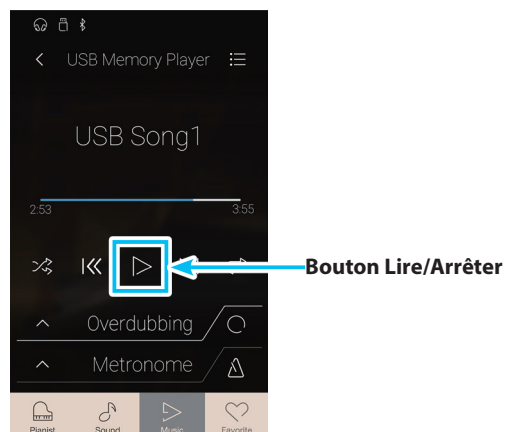 USB Memory Player
USB Song1
2:53 3:55
Bouton Lire/Arrêter
Overdubbing
Metronome
Pianist Sound Music Favorite